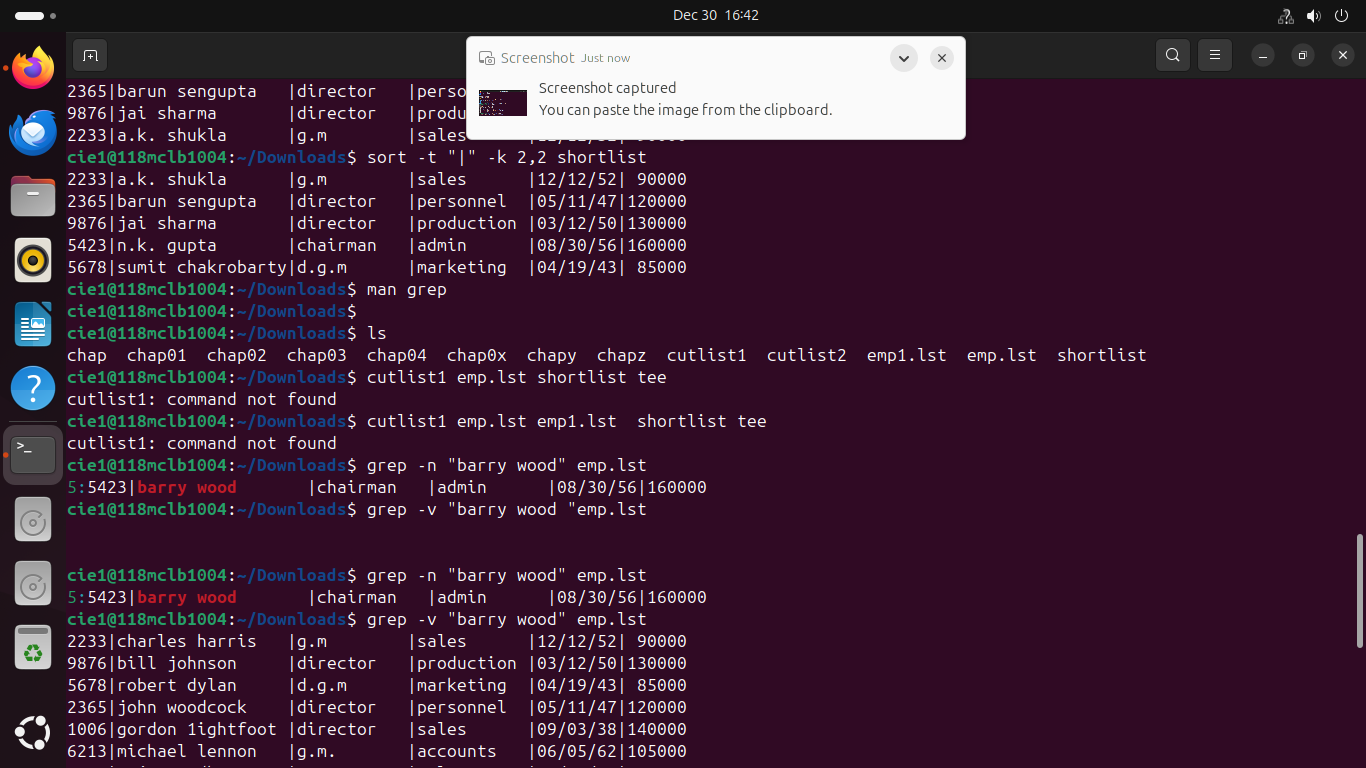 Dec 30 16:42
Screenshot Just now
Screenshot captured
You can paste the image from the clipboard.
2365|barun sengupta   |director   |perso
9876|jai sharma       |director   |produ
2233|a.k. shukla      |g.m        |sales
cie1@118mclb1004:~/Downloads$ sort -t "|" -k 2,2 shortlist
2233|a.k. shukla      |g.m        |sales      |12/12/52| 90000
2365|barun sengupta   |director   |personnel  |05/11/47|120000
9876|jai sharma       |director   |production |03/12/50|130000
5423|n.k. gupta       |chairman   |admin      |08/30/56|160000
5678|sumit chakrobarty|d.g.m      |marketing  |04/19/43| 85000
cie1@118mclb1004:~/Downloads$ man grep
cie1@118mclb1004:~/Downloads$
cie1@118mclb1004:~/Downloads$ ls
chap  chap01  chap02  chap03  chap04  chap0x  chapy  chapz  cutlist1  cutlist2  emp1.lst  emp.lst  shortlist
cie1@118mclb1004:~/Downloads$ cutlist1 emp.lst shortlist tee
cutlist1: command not found
cie1@118mclb1004:~/Downloads$ cutlist1 emp.lst emp1.lst  shortlist tee
cutlist1: command not found
cie1@118mclb1004:~/Downloads$ grep -n "barry wood" emp.lst
5:5423|barry wood       |chairman   |admin      |08/30/56|160000
cie1@118mclb1004:~/Downloads$ grep -v "barry wood "emp.lst
cie1@118mclb1004:~/Downloads$ grep -n "barry wood" emp.lst
5:5423|barry wood       |chairman   |admin      |08/30/56|160000
cie1@118mclb1004:~/Downloads$ grep -v "barry wood" emp.lst
2233|charles harris   |g.m        |sales      |12/12/52| 90000
9876|bill johnson     |director   |production |03/12/50|130000
5678|robert dylan     |d.g.m      |marketing  |04/19/43| 85000
2365|john woodcock    |director   |personnel  |05/11/47|120000
1006|gordon 1ightfoot |director   |sales      |09/03/38|140000
6213|michael lennon   |g.m.       |accounts   |06/05/62|105000